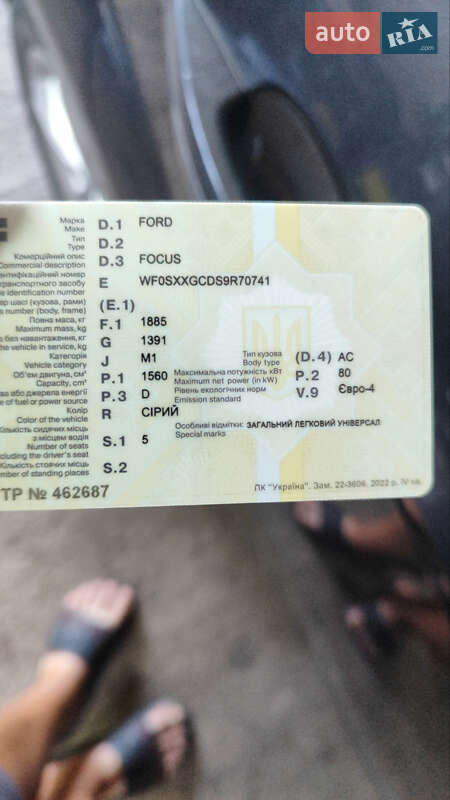 auto RIA
.com
Марка D.1 FORD
Make
Тип D.2
Type
Комерційний опис D.3 FOCUS
Commercial description
ентифікаційний номер E WF0SXXGCDS9R70741
транспортного засобу
identification number
ер шасі (кузова, рами) (E.1)
number (body, frame)
Повна маса, кг F.1 1885
Maximum mass, kg
без навантаження, кг G 1391
the vehicle in service, kg
Категорія J M1 Тип кузова (D.4) AC
Vehicle category Body type
Об'єм двигуна, см³ P.1 1560 Максимальна потужність кВт P.2 80
Capacity, cm³ Maximum net power (in kW)
або джерела енергії P.3 D Рівень екологічних норм V.9 Євро-4
of fuel or power source Emission standard
Колір R СІРИЙ
Color of the vehicle
Особливі відмітки: ЗАГАЛЬНИЙ ЛЕГКОВИЙ УНІВЕРСАЛ
Special marks
Кількість сидячих місць S.1 5
з місцем водія
Number of seats
including the driver's seat
Кількість стоячих місць S.2
number of standing places
ТР № 462687
ПК "Україна". Зам. 22-3606. 2022 р. IV кв.